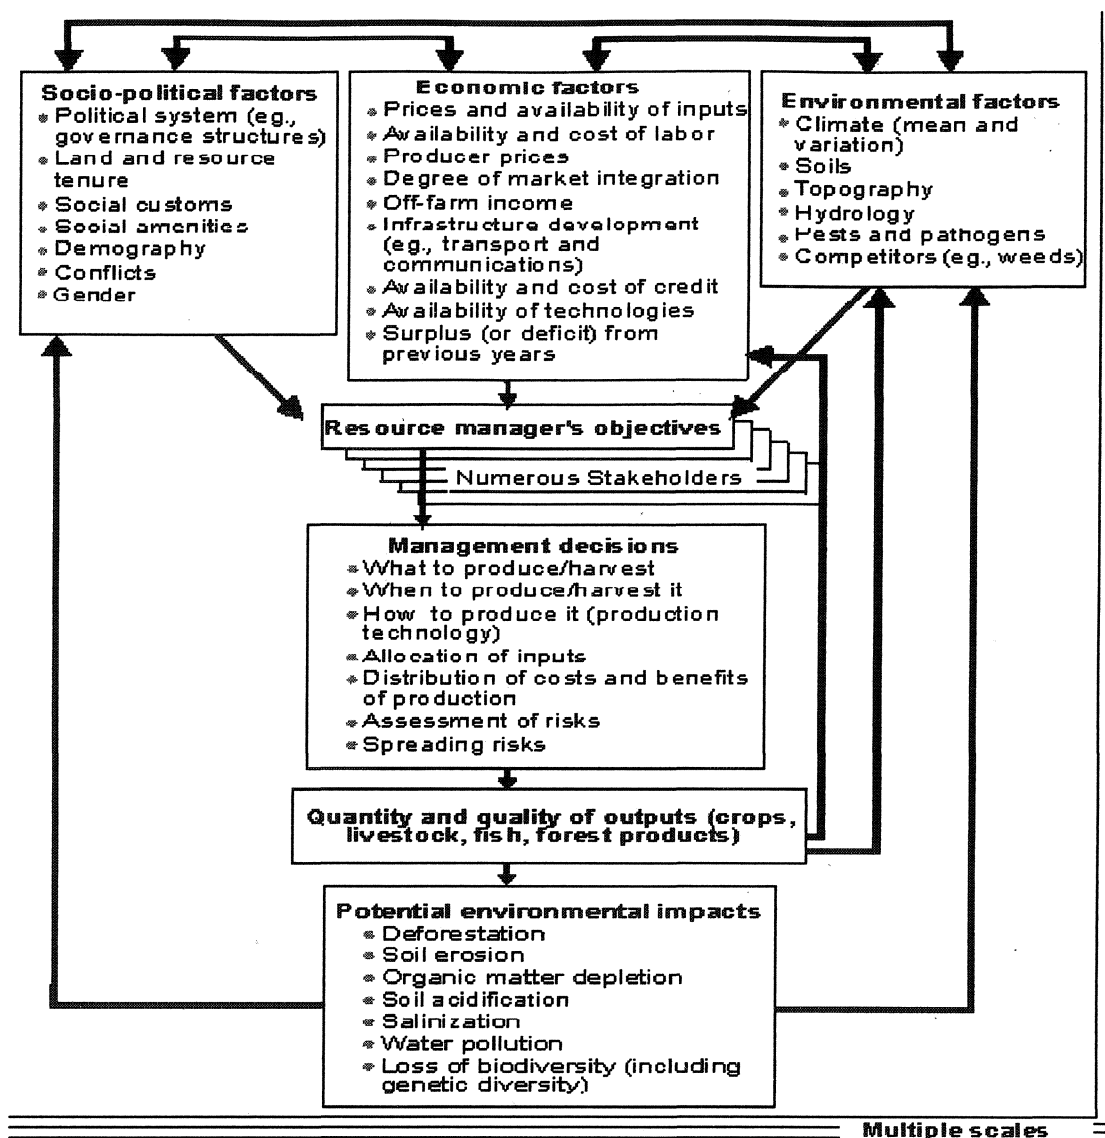 Socio-political factors
Political system (eg.,
governance structures)
Land and resource
tenure
Social customs
Social amenities
Demography
Conflicts
Gender
Economic factors
Prices and availability of inputs
Availability and cost of labor
Producer prices
Degree of market integration
Off-farm income
Infrastructure development
(eg., transport and
communications)
Availability and cost of credit
Availability of technologies
Surplus (or deficit) from
previous years
Environmental factors
Climate (mean and
variation)
Soils
Topography
Hydrology
Pests and pathogens
Competitors (eg., weeds)
Resource manager's objectives
Numerous Stakeholders
Management decisions
What to produce/harvest
When to produce/harvest it
How to produce it (production
technology)
Allocation of inputs
Distribution of costs and benefits
of production
Assessment of risks
Spreading risks
Quantity and quality of outputs (crops,
livestock, fish, forest products)
Potential environmental impacts
Deforestation
Soil erosion
Organic matter depletion
Soil acidification
Salinization
Water pollution
Loss of biodiversity (including
genetic diversity)
Multiple scales